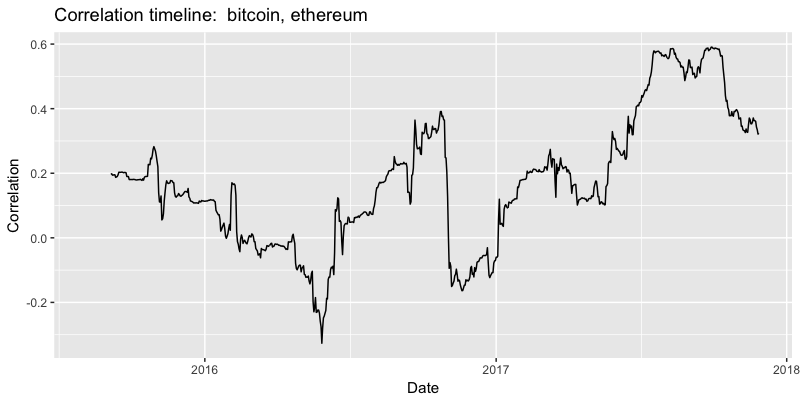 Correlation timeline:  bitcoin, ethereum
0.6
0.4
0.2
0.0
-0.2
Correlation
2016
2017
2018
Date